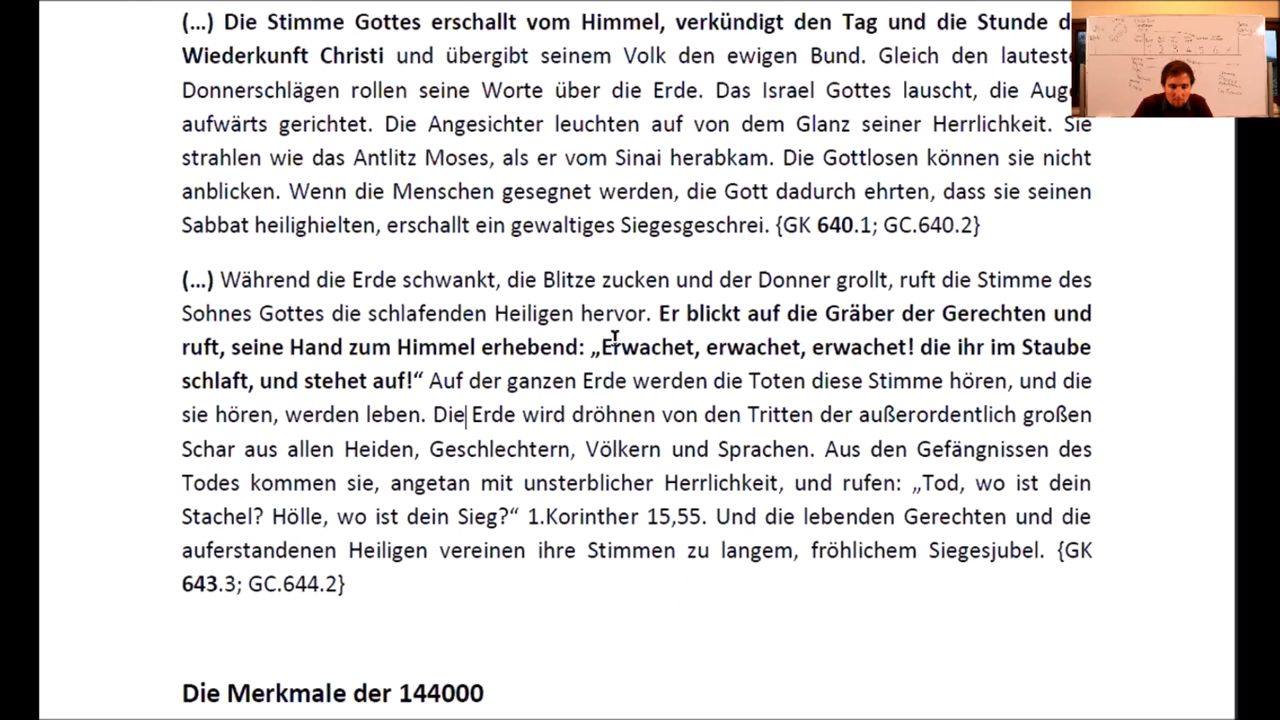 (...) Die Stimme Gottes erschallt vom Himmel, verkündigt den Tag und die Stunde
Wiederkunft Christi und übergibt seinem Volk den ewigen Bund. Gleich den
Donnerschlägen rollen seine Worte über die Erde. Das Israel Gottes lauscht, die
aufwärts gerichtet. Die Angesichter leuchten auf von dem Glanz seiner Herrlichkeit. Sie
strahlen wie das Antlitz Moses, als er vom Sinai herabkam. Die Gottlosen können sie nicht
anblicken. Wenn die Menschen gesegnet werden, die Gott dadurch ehrten, dass sie seinen
Sabbat heilighielten, erschallt ein gewaltiges Siegesgeschrei. {GK 640.1; GC.640.2}
(...) Während die Erde schwankt, die Blitze zucken und der Donner grollt, ruft die Stimme des
Sohnes Gottes die schlafenden Heiligen hervor. Er blickt auf die Gräber der Gerechten und
ruft, seine Hand zum Himmel erhebend: „Erwachet, erwachet, erwachet! die ihr im Staube
schlaft, und stehet auf!“ Auf der ganzen Erde werden die Toten diese Stimme hören, und die
sie hören, werden leben. Die Erde wird dröhnen von den Tritten der außerordentlich großen
Schar aus allen Heiden, Geschlechtern, Völkern und Sprachen. Aus den Gefängnissen des
Todes kommen sie, angetan mit unsterblicher Herrlichkeit, und rufen: „Tod, wo ist dein
Stachel? Hölle, wo ist dein Sieg?“ 1.Korinther 15,55. Und die lebenden Gerechten und die
auferstandenen Heiligen vereinen ihre Stimmen zu langem, fröhlichem Siegesjubel. {GK
643.3; GC.644.2}
Die Merkmale der 144000